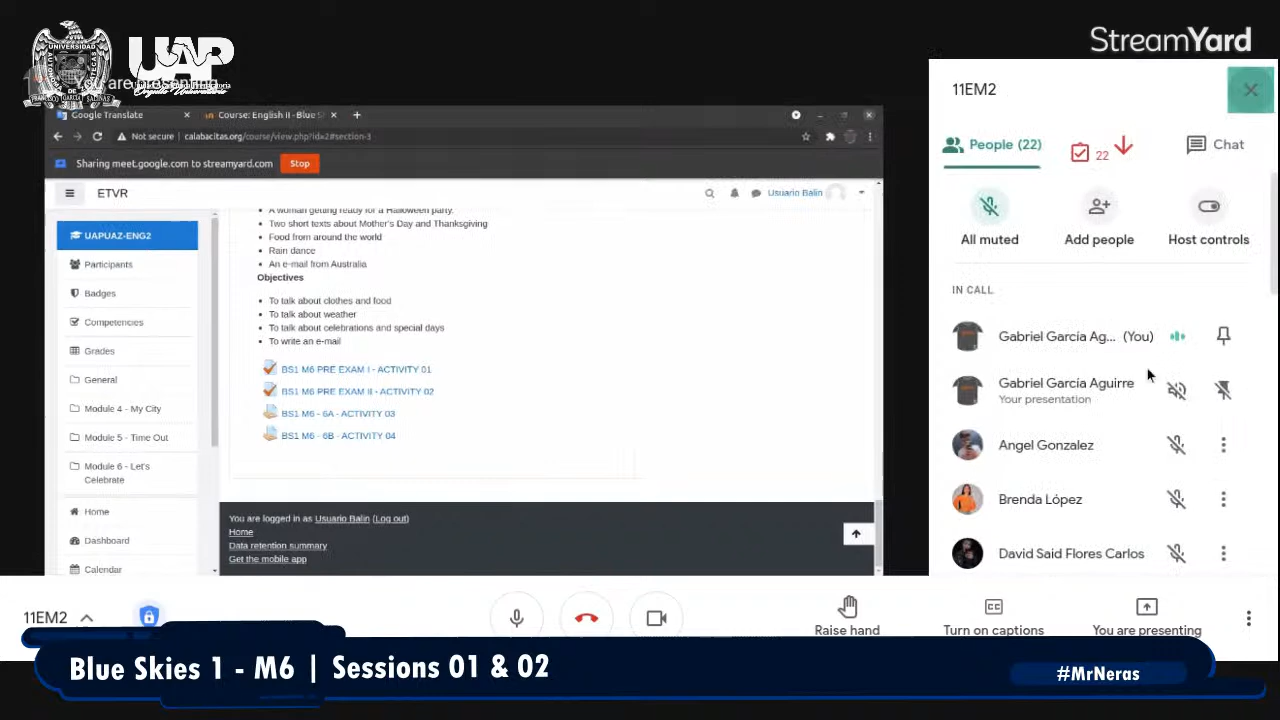 UAP
StreamYard
You are presenting
Google Translate
Course: English II - Blue S
Not secure | calabacitas.org/course/view.php?id=2#section-3
Sharing meet.google.com to streamyard.com
Stop
ETVR
Usuario Balin
UAPUAZ-ENG2
Participants
Badges
Competencies
Grades
General
Module 4 - My City
Module 5 - Time Out
Module 6 - Let's
Celebrate
Home
Dashboard
Calendar
A woman getting ready for a Halloween party.
Two short texts about Mother's Day and Thanksgiving
Food from around the world
Rain dance
An e-mail from Australia
Objectives
To talk about clothes and food
To talk about weather
To talk about celebrations and special days
To write an e-mail
BS1 M6 PRE EXAM I - ACTIVITY 01
BS1 M6 PRE EXAM II - ACTIVITY 02
BS1 M6 - 6A - ACTIVITY 03
BS1 M6 - 6B - ACTIVITY 04
You are logged in as Usuario Balin (Log out)
Home
Data retention summary
Get the mobile app
11EM2
People (22)
22
Chat
All muted
Add people
Host controls
IN CALL
Gabriel García Ag... (You)
Gabriel García Aguirre
Your presentation
Angel Gonzalez
Brenda López
David Said Flores Carlos
11EM2
Raise hand
Turn on captions
You are presenting
Blue Skies 1 - M6 | Sessions 01 & 02
#MrNeras